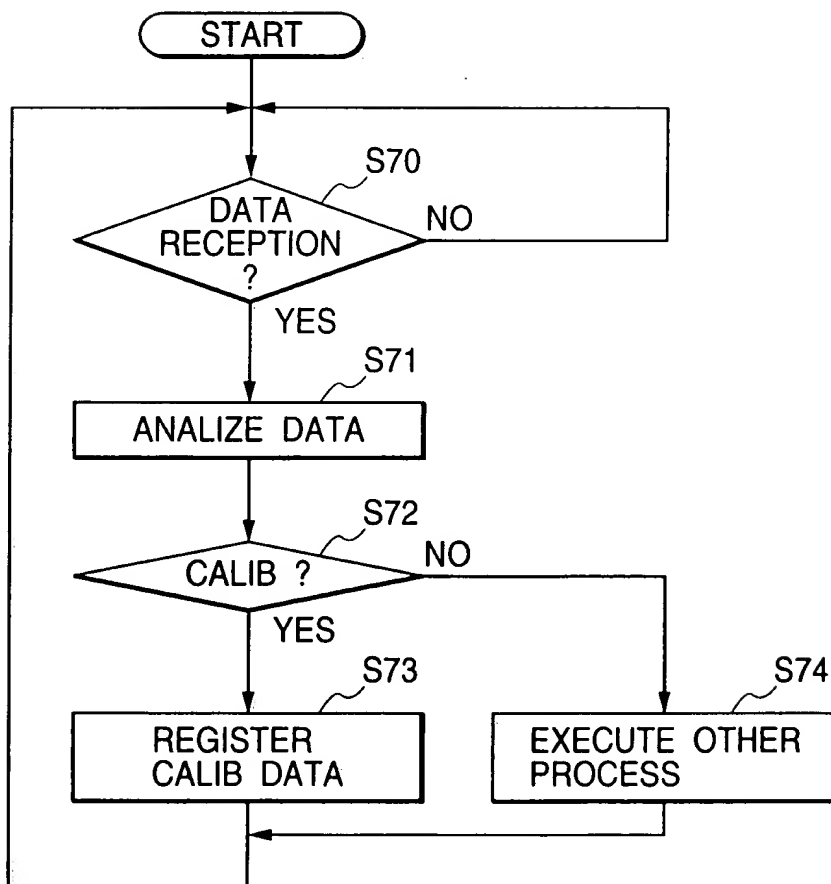 START
S70
DATA
RECEPTION
?
NO
YES
S71
ANALIZE DATA
S72
CALIB ?
NO
YES
S73
REGISTER
CALIB DATA
S74
EXECUTE OTHER
PROCESS